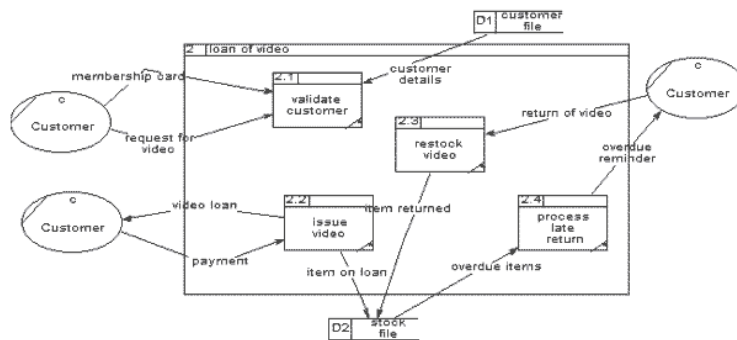 D1 customer
file
2 loan of video
c
membership card
2.1
customer
details
validate
customer
Customer
request for
video
2.3
return of video
c
Customer
restock
video
overdue
reminder
c
Customer
video loan
2.2
issue
video
item returned
2.4
process
late
return
payment
item on loan
overdue items
D2 stock
file